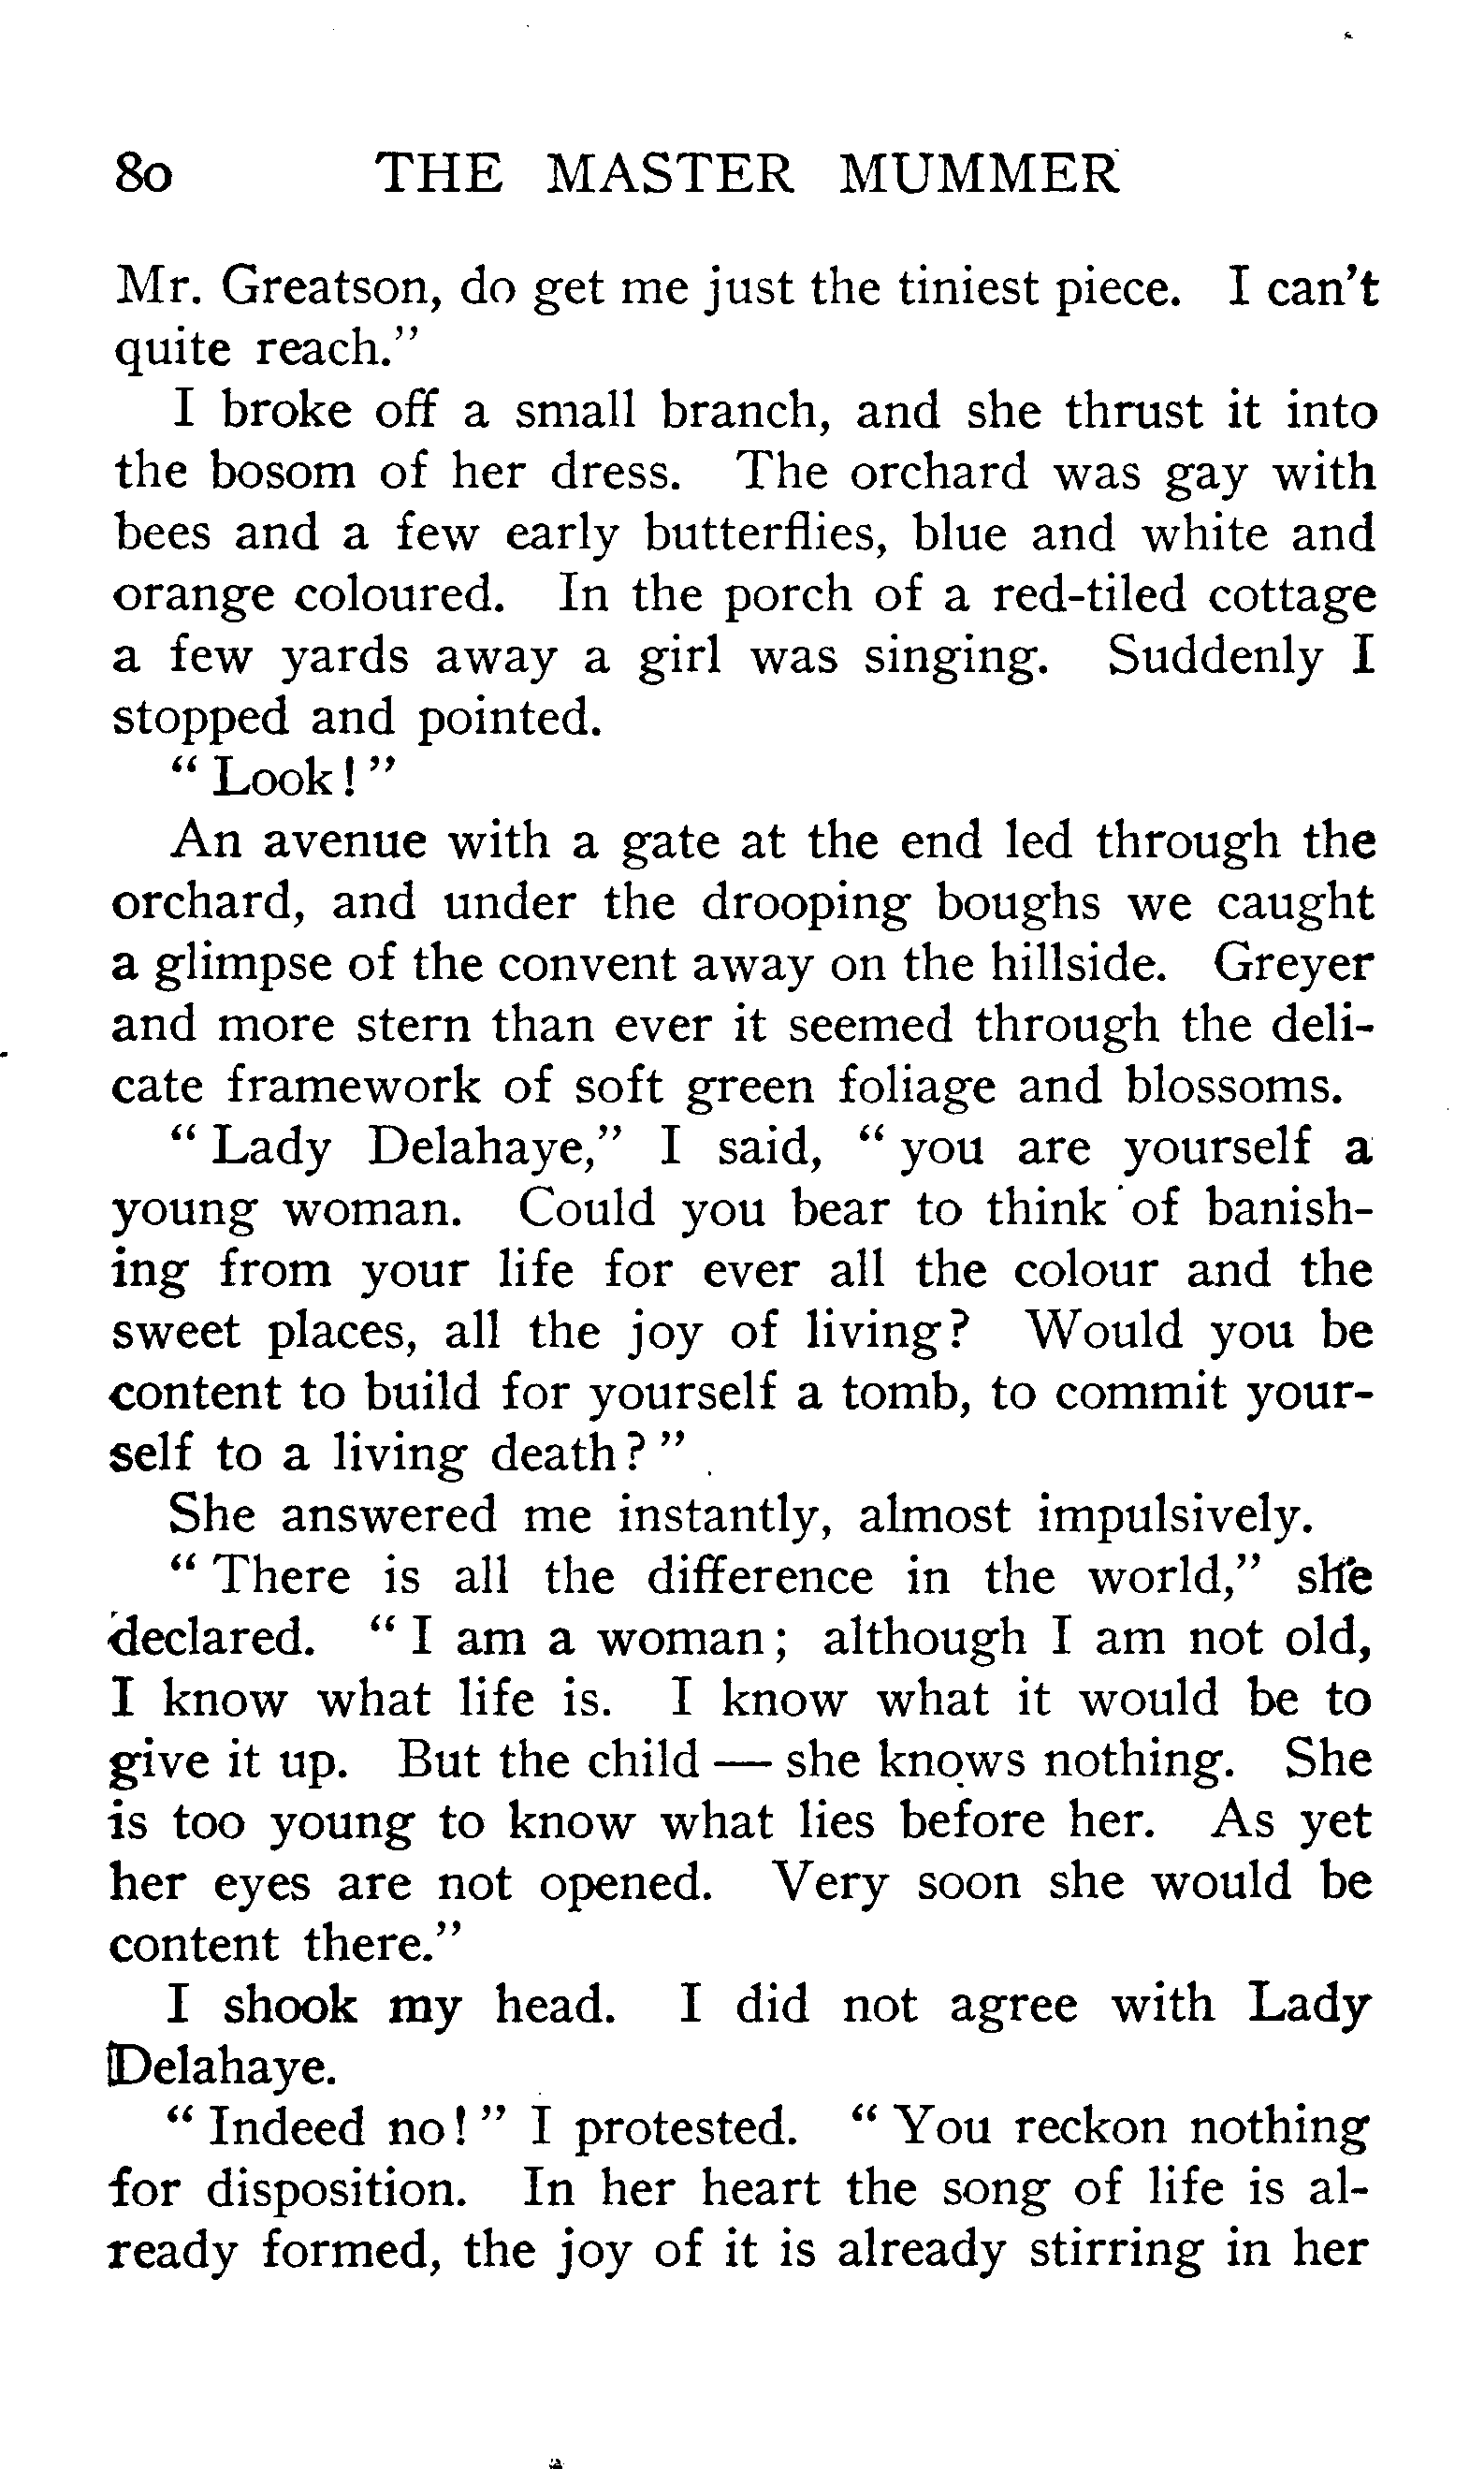 80 THE MASTER MUMMER
Mr. Greatson, do get me just the tiniest piece. I can't
quite reach."
I broke off a small branch, and she thrust it into
the bosom of her dress. The orchard was gay with
bees and a few early butterflies, blue and white and
orange coloured. In the porch of a red-tiled cottage
a few yards away a girl was singing. Suddenly I
stopped and pointed.
"Look!"
An avenue with a gate at the end led through the
orchard, and under the drooping boughs we caught
a glimpse of the convent away on the hillside. Greyer
and more stern than ever it seemed through the deli-
cate framework of soft green foliage and blossoms.
"Lady Delahaye," I said, "you are yourself a
young woman. Could you bear to think of banish-
ing from your life for ever all the colour and the
sweet places, all the joy of living? Would you be
content to build for yourself a tomb, to commit your-
self to a living death?"
She answered me instantly, almost impulsively.
"There is all the difference in the world," she
declared. "I am a woman; although I am not old,
I know what life is. I know what it would be to
give it up. But the child — she knows nothing. She
is too young to know what lies before her. As yet
her eyes are not opened. Very soon she would be
content there."
I shook my head. I did not agree with Lady
Delahaye.
"Indeed no!" I protested. "You reckon nothing
for disposition. In her heart the song of life is al-
ready formed, the joy of it is already stirring in her